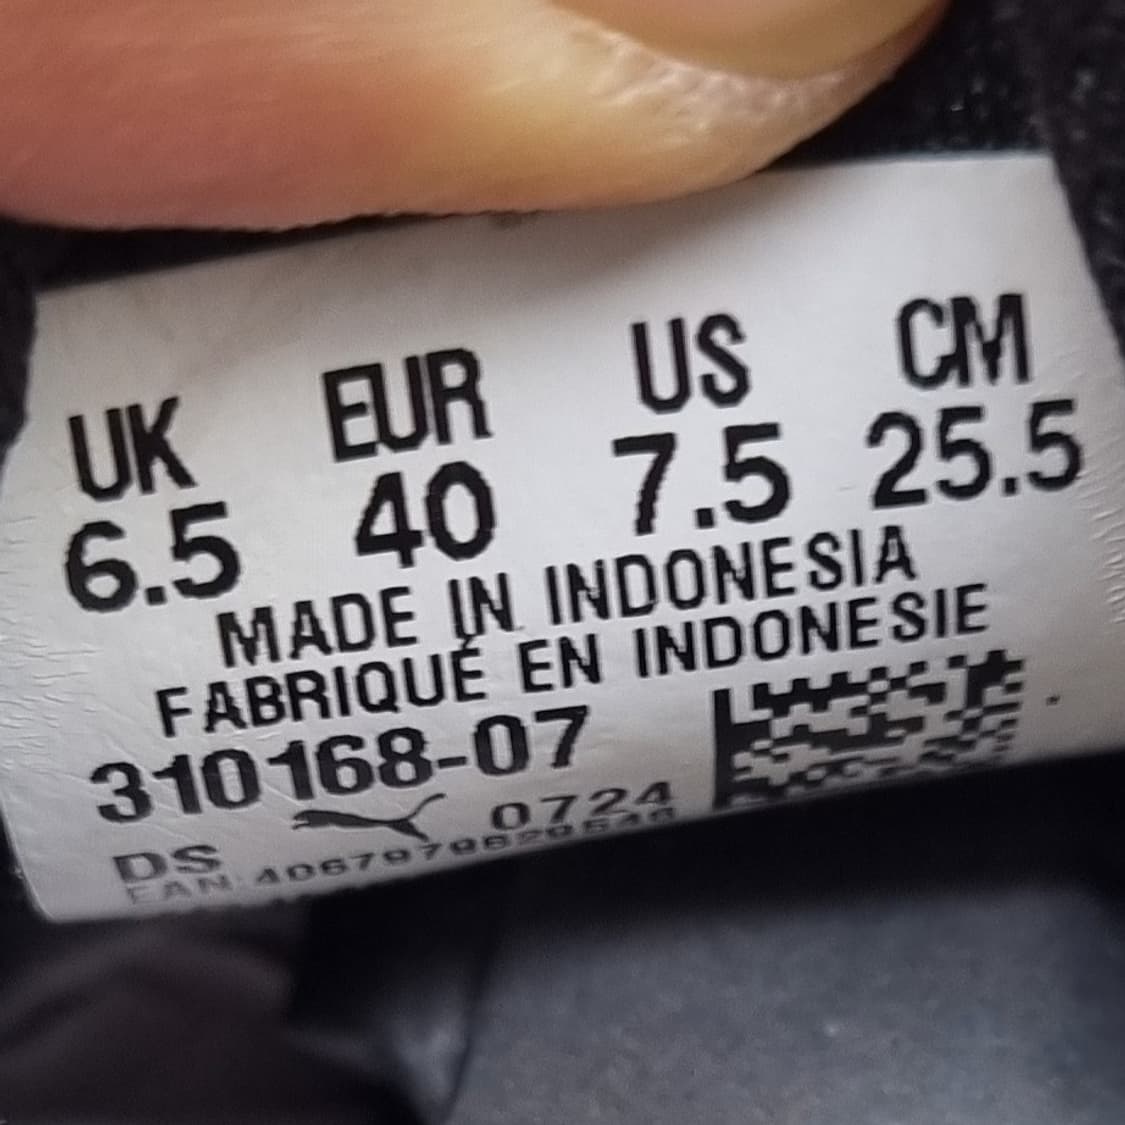 UK EUR US CM
6.5 40 7.5 25.5
MADE IN INDONESIA
FABRIQUÉ EN INDONESIE
310168-07
DS 0724
EAN